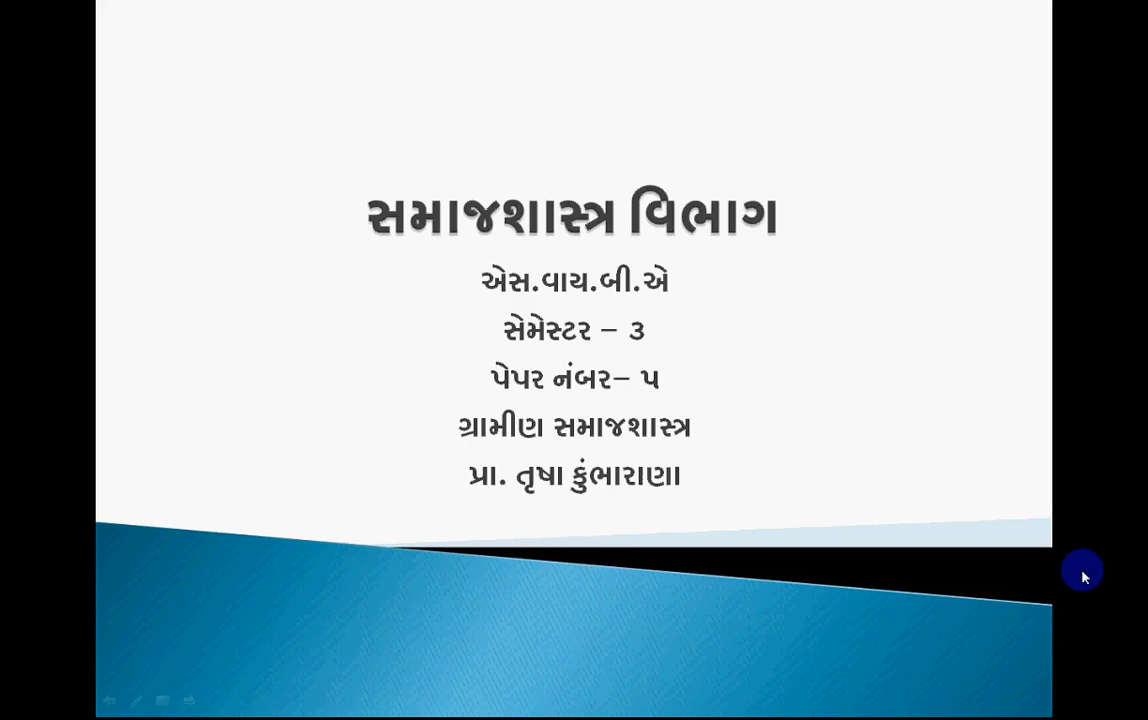 સમાજશાસ્ત્ર વિભાગ
એસ.વાય.બી.એ
સેમેસ્ટર – ૩
પેપર નંબર– ૫
ગ્રામીણ સમાજશાસ્ત્ર
પ્રા. તૃષા કુંભારાણા